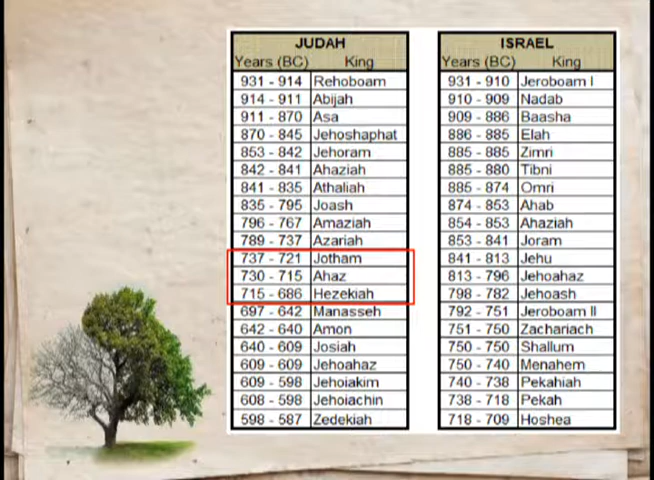 JUDAH
Years (BC) King
931 - 914 Rehoboam
914 - 911 Abijah
911 - 870 Asa
870 - 845 Jehoshaphat
853 - 842 Jehoram
842 - 841 Ahaziah
841 - 835 Athaliah
835 - 795 Joash
796 - 767 Amaziah
789 - 737 Azariah
737 - 721 Jotham
730 - 715 Ahaz
715 - 686 Hezekiah
697 - 642 Manasseh
642 - 640 Amon
640 - 609 Josiah
609 - 609 Jehoahaz
609 - 598 Jehoiakim
608 - 598 Jehoiachin
598 - 587 Zedekiah
ISRAEL
Years (BC) King
931 - 910 Jeroboam I
910 - 909 Nadab
909 - 886 Baasha
886 - 885 Elah
885 - 885 Zimri
885 - 880 Tibni
885 - 874 Omri
874 - 853 Ahab
854 - 853 Ahaziah
853 - 841 Joram
841 - 813 Jehu
813 - 796 Jehoahaz
798 - 782 Jehoash
792 - 751 Jeroboam II
751 - 750 Zachariach
750 - 750 Shallum
750 - 740 Menahem
740 - 738 Pekahiah
738 - 718 Pekah
718 - 709 Hoshea